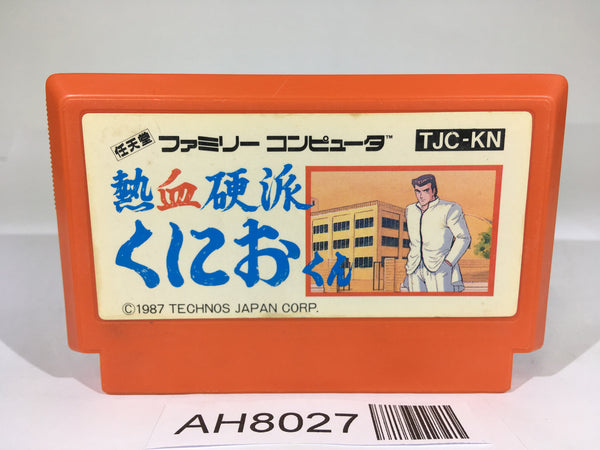 任天堂 ファミリー コンピュータ™ TJC-KN
熱血硬派
くにおくん
©1987 TECHNOS JAPAN CORP.
AH8027